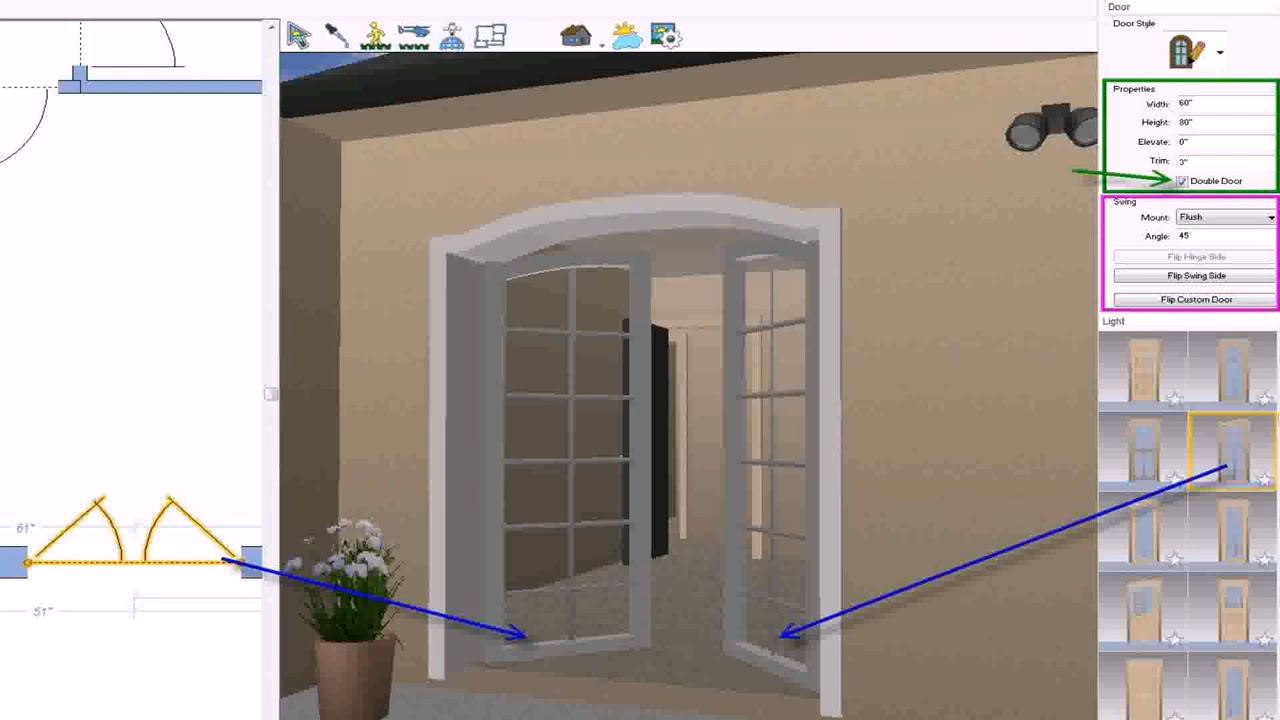 Door
Door Style
Properties
Width: 60"
Height: 80"
Elevate: 0"
Trim: 3"
Double Door
Swing
Mount: Flush
Angle: 45
Flip Hinge Side
Flip Swing Side
Flip Custom Door
Light
61"
51"